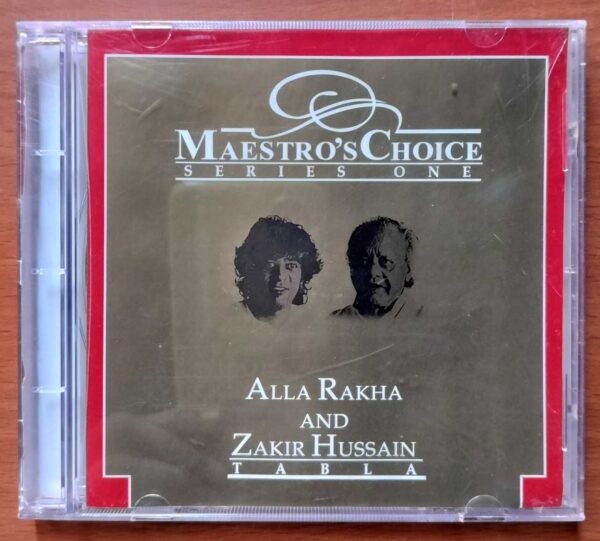 MAESTRO'S CHOICE
SERIES ONE
ALLA RAKHA
AND
ZAKIR HUSSAIN
TABLA